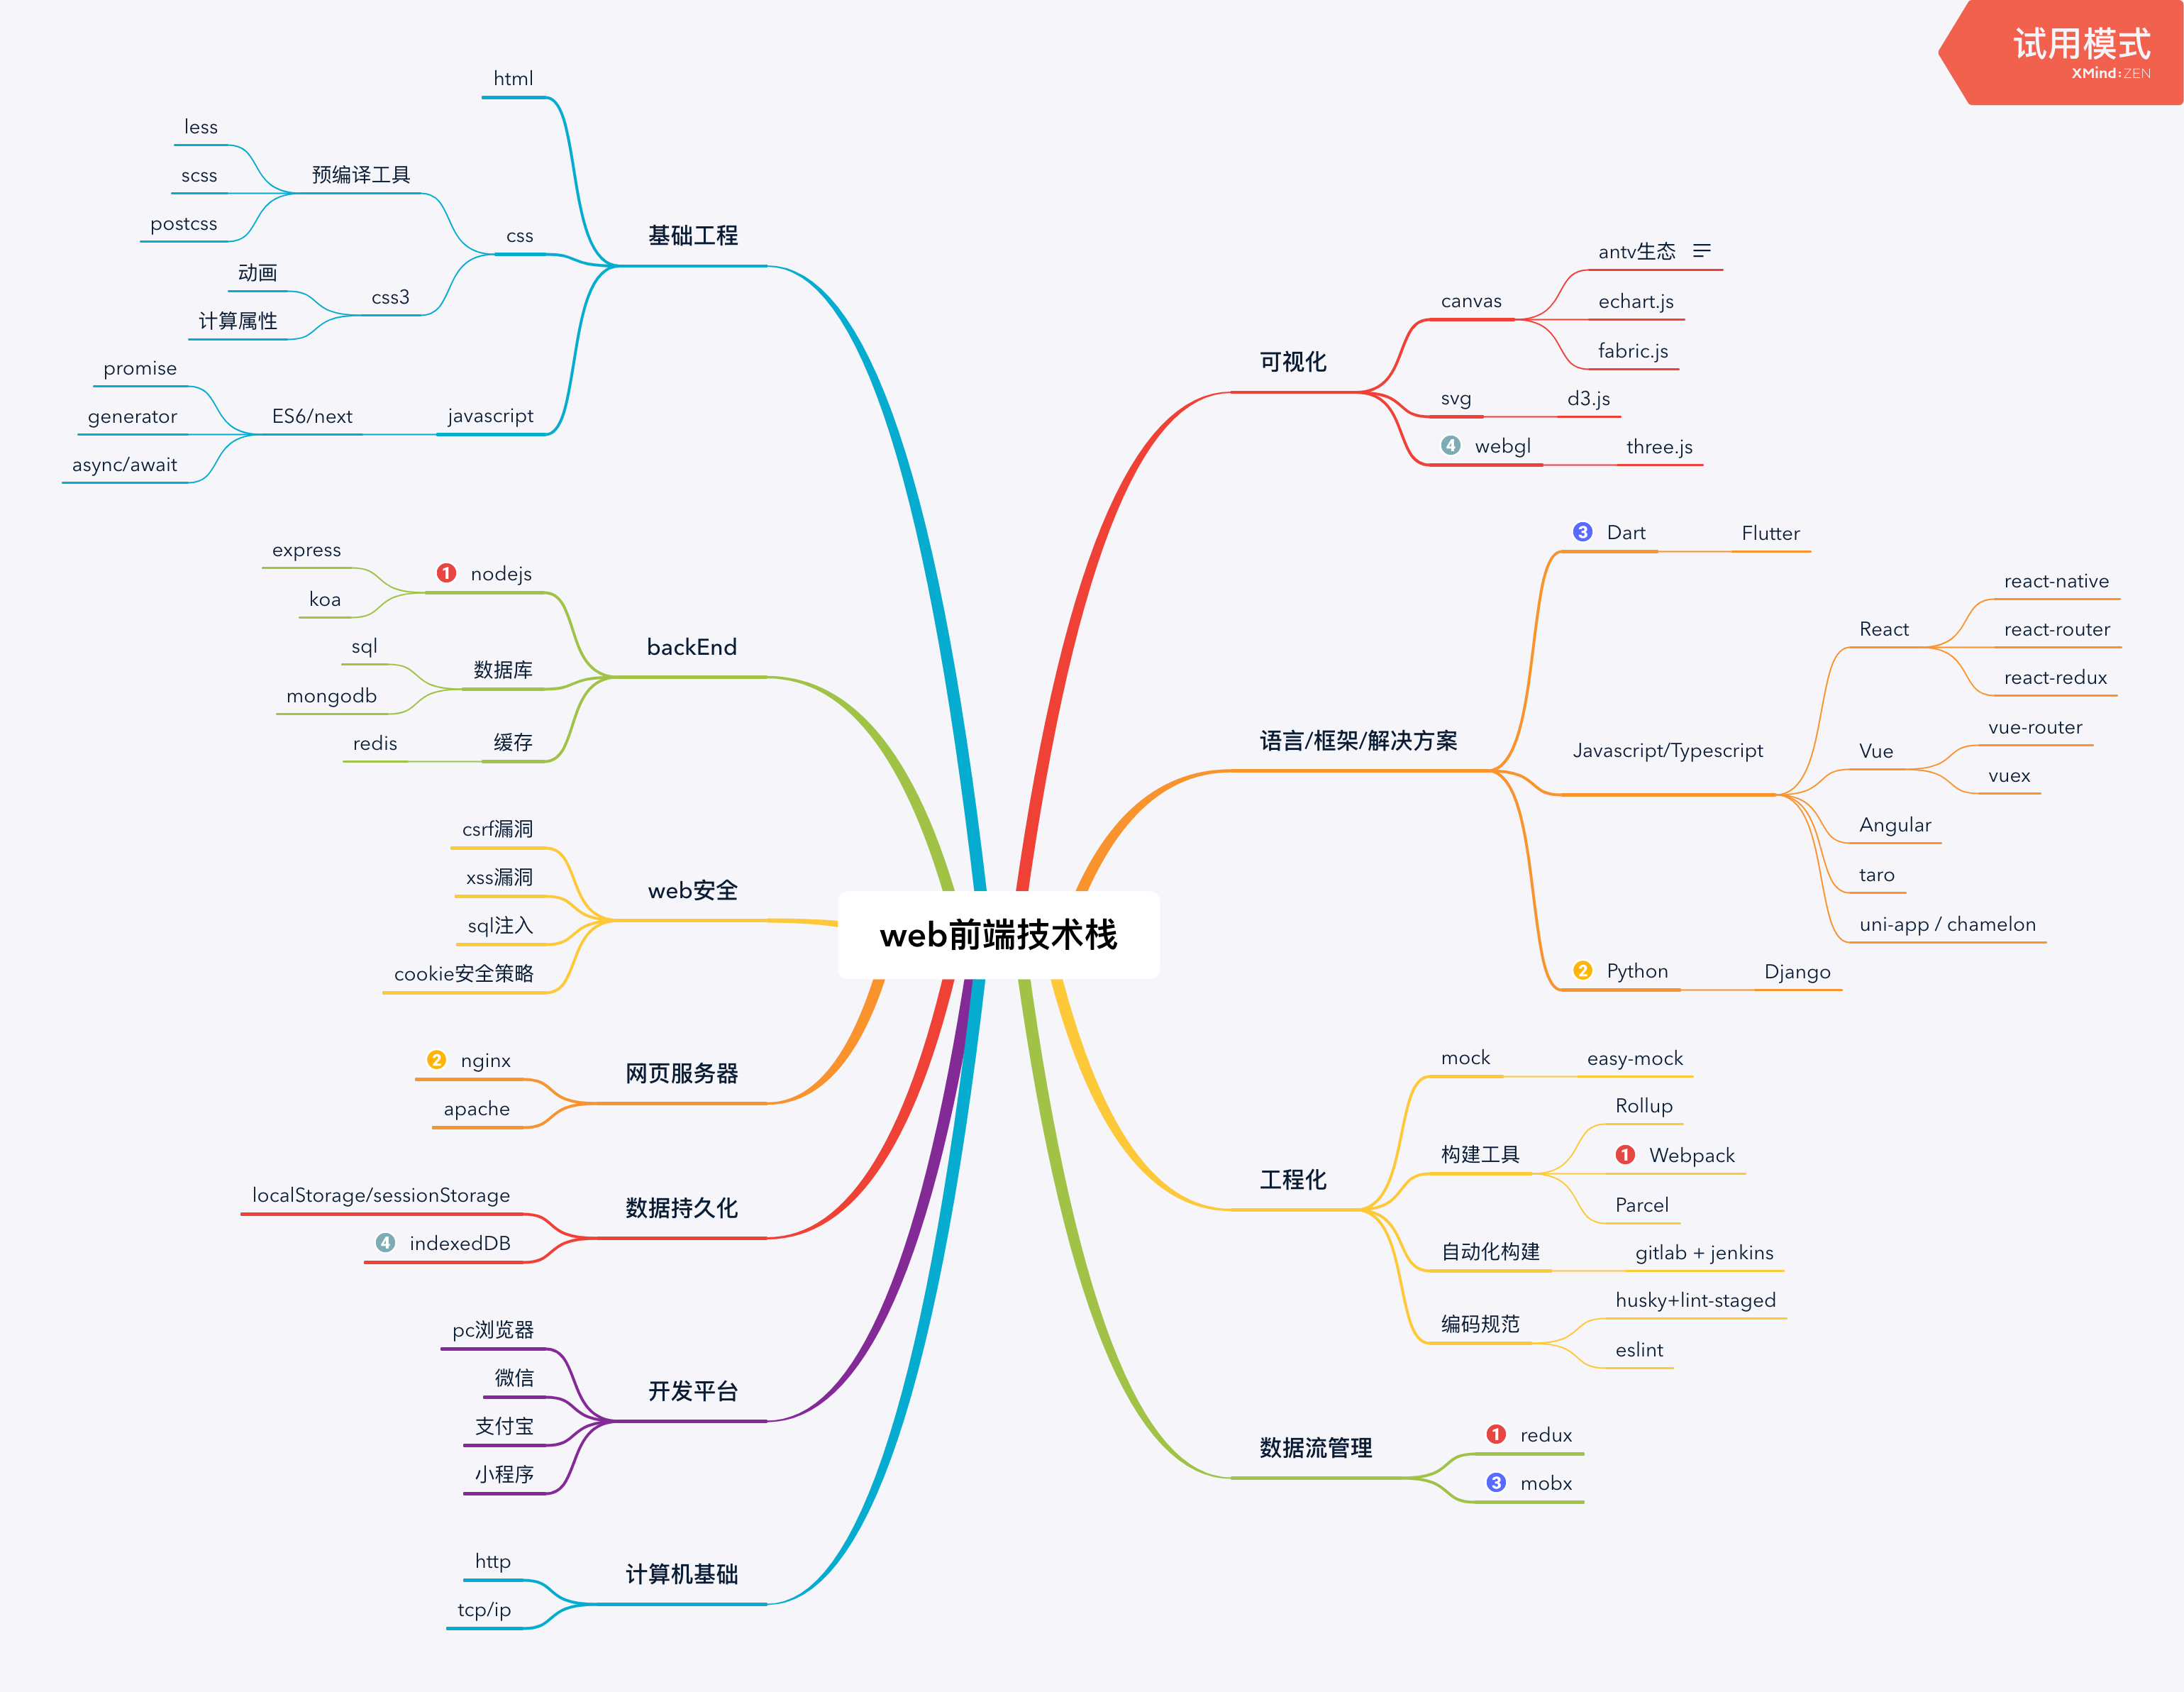 试用模式
XMind:ZEN
web前端技术栈
可视化
canvas
antv生态
echart.js
fabric.js
svg
d3.js
4 webgl
three.js
语言/框架/解决方案
3 Dart
Flutter
Javascript/Typescript
React
react-native
react-router
react-redux
Vue
vue-router
vuex
Angular
taro
uni-app / chamelon
2 Python
Django
工程化
mock
easy-mock
构建工具
Rollup
1 Webpack
Parcel
自动化构建
gitlab + jenkins
编码规范
husky+lint-staged
eslint
数据流管理
1 redux
3 mobx
基础工程
html
css
预编译工具
less
scss
postcss
css3
动画
计算属性
javascript
ES6/next
promise
generator
async/await
backEnd
1 nodejs
express
koa
数据库
sql
mongodb
缓存
redis
web安全
csrf漏洞
xss漏洞
sql注入
cookie安全策略
网页服务器
2 nginx
apache
数据持久化
localStorage/sessionStorage
4 indexedDB
开发平台
pc浏览器
微信
支付宝
小程序
计算机基础
http
tcp/ip